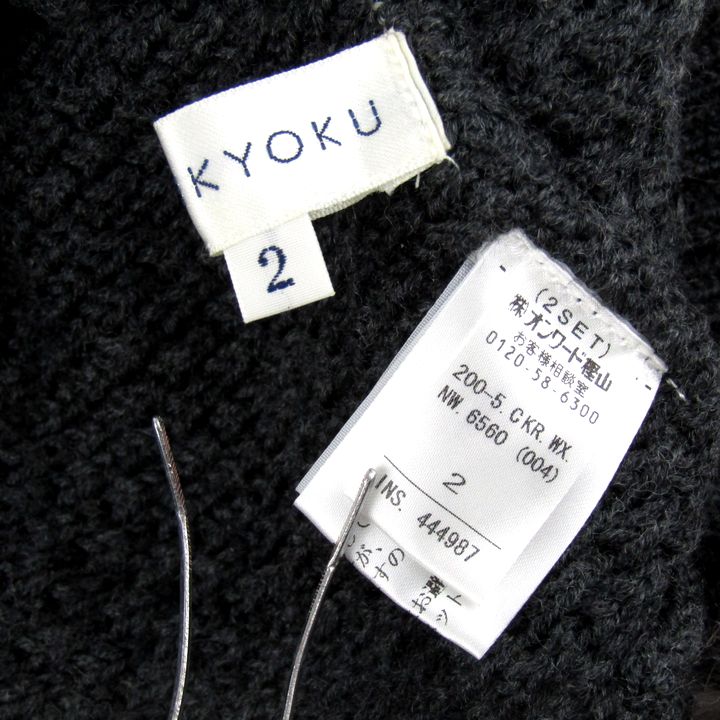 KYOKU
2
(2SET)
㈱オンワード樫山
お客様相談室
0120-58-6300
200-5. CKR. WX.
NW. 6560 (004)
2
INS. 444987